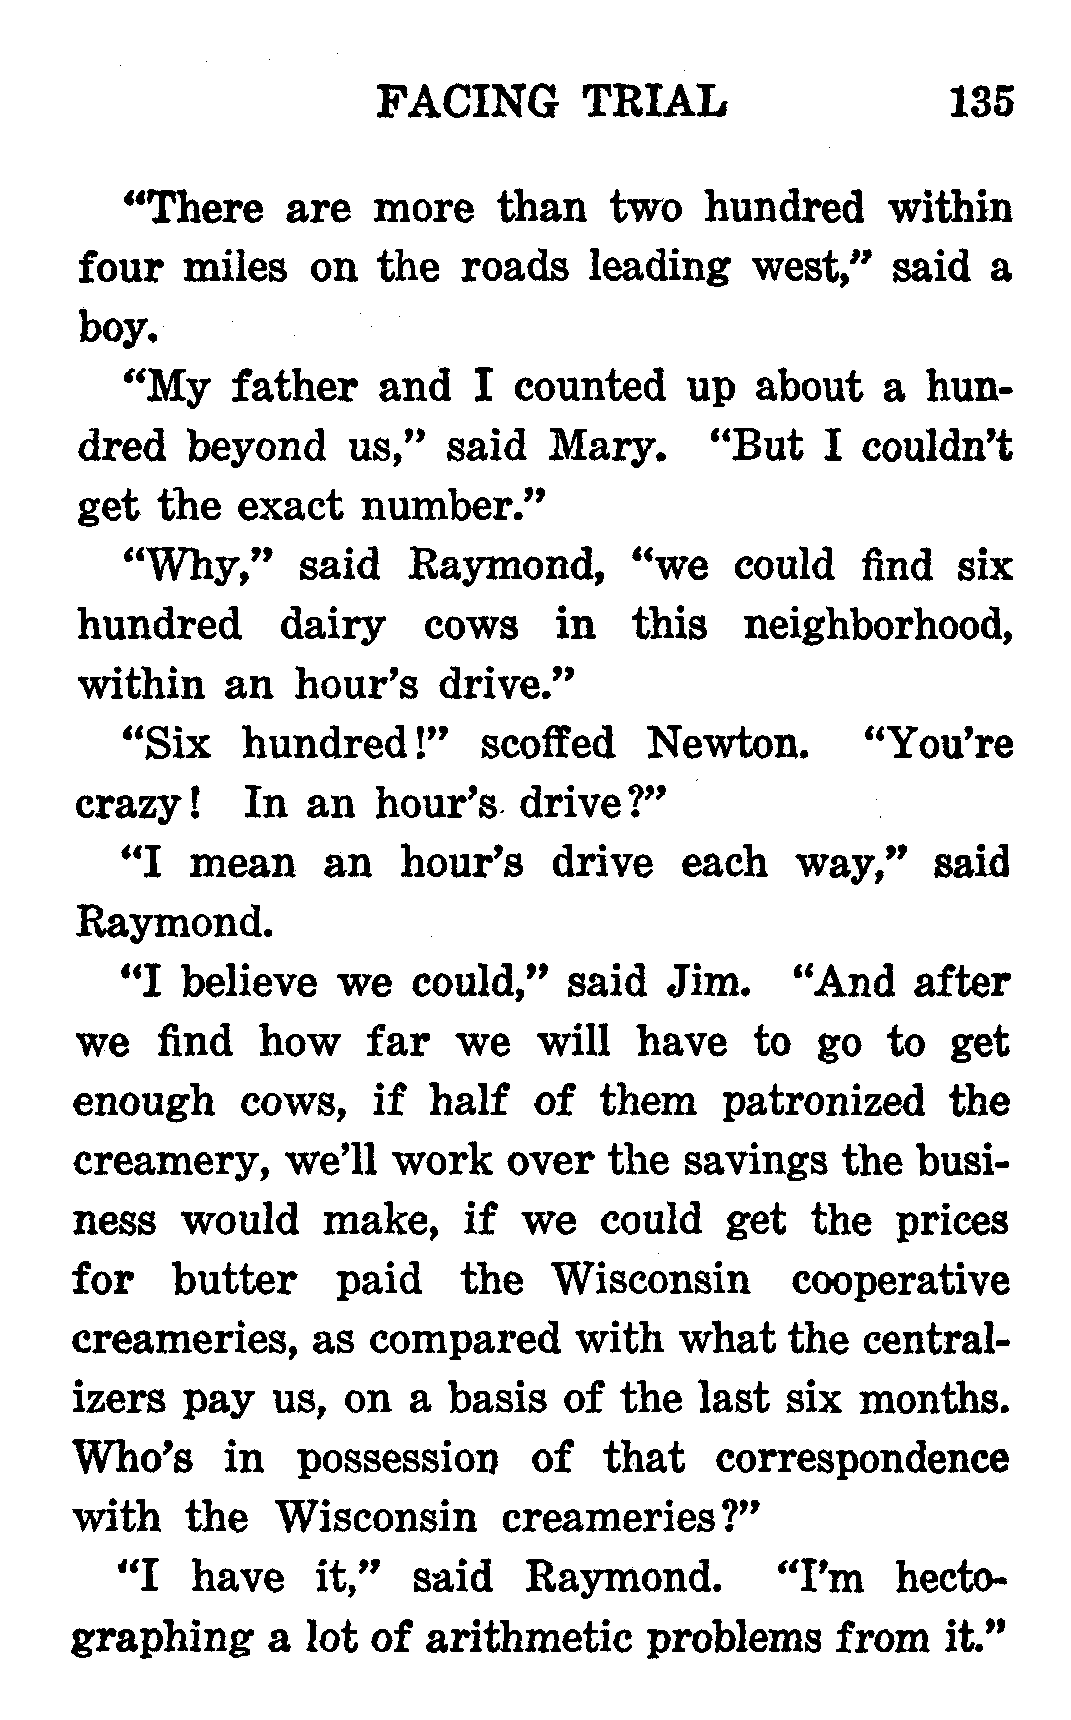 FACING TRIAL 135
“There are more than two hundred within
four miles on the roads leading west,” said a
boy.
“My father and I counted up about a hun-
dred beyond us,” said Mary. “But I couldn’t
get the exact number.”
“Why,” said Raymond, “we could find six
hundred dairy cows in this neighborhood,
within an hour’s drive.”
“Six hundred!” scoffed Newton. “You’re
crazy! In an hour’s drive?”
“I mean an hour’s drive each way,” said
Raymond.
“I believe we could,” said Jim. “And after
we find how far we will have to go to get
enough cows, if half of them patronized the
creamery, we’ll work over the savings the busi-
ness would make, if we could get the prices
for butter paid the Wisconsin cooperative
creameries, as compared with what the central-
izers pay us, on a basis of the last six months.
Who’s in possession of that correspondence
with the Wisconsin creameries?”
“I have it,” said Raymond. “I’m hecto-
graphing a lot of arithmetic problems from it.”